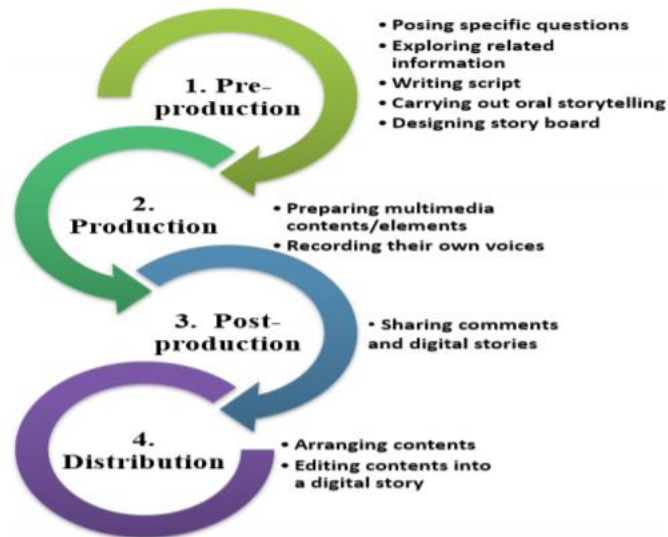 1. Pre-
production
• Posing specific questions
• Exploring related
information
• Writing script
• Carrying out oral storytelling
• Designing story board
2.
Production
• Preparing multimedia
contents/elements
• Recording their own voices
3. Post-
production
• Sharing comments
and digital stories
4.
Distribution
• Arranging contents
• Editing contents into
a digital story